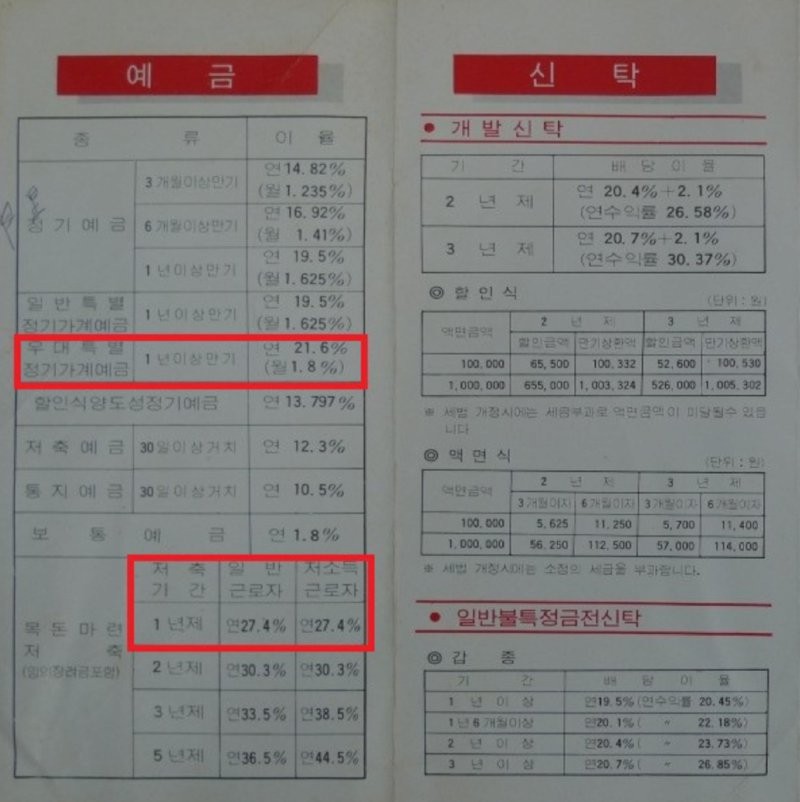 예 금
종 류 이 율
정기예금 3개월이상만기 연14.82%
(월1.235%)
6개월이상만기 연16.92%
(월 1.41%)
1년이상만기 연 19.5%
(월1.625%)
일 반 특 별
정기가계예금 1년이상만기 연 19.5%
(월1.625%)
우 대 특 별
정기가계예금 1년이상만기 연 21.6%
(월1.8%)
할인식양도성정기예금 연13.797%
저축예금 30일이상거치 연 12.3%
통지예금 30일이상거치 연 10.5%
보 통 예 금 연1.8%
목돈마련
저 축
저 축 일 반 저소득
기 간 근로자 근로자
1년제 연27.4% 연27.4%
2년제 연30.3% 연30.3%
3년제 연33.5% 연38.5%
5년제 연36.5% 연44.5%
신 탁
● 개발신탁
기 간 배 당 이 율
2 년 제 연 20.4%+2.1%
(연수익률 26.58%)
3 년 제 연 20.7%+2.1%
(연수익률 30.37%)
◎ 할인식
(단위:원)
액면금액 2 년 제 3 년 제
할인금액 만기상환액 할인금액 만기상환액
100,000 65,500 100,332 52,600 100,530
1,000,000 655,000 1,003,324 526,000 1,005,302
※ 세법 개정시에는 세금부과로 액면금액이 미달될수 있읍
니다
◎ 액면식
(단위:원)
액면금액 2 년 제 3 년 제
3개월이자 6개월이자 3개월이자 6개월이자
100,000 5,625 11,250 5,700 11,400
1,000,000 56,250 112,500 57,000 114,000
※ 세법 개정시에는 소정의 세금을 부과합니다.
● 일반불특정금전신탁
◎ 갑 종
기 간 배 당 이 율
1 년 이 상 연19.5%(연수익률 20.45%)
1년6개월이상 연20.1%( 〃 22.18%)
2 년 이 상 연20.4%( 〃 23.73%)
3 년 이 상 연20.7%( 〃 26.85%)